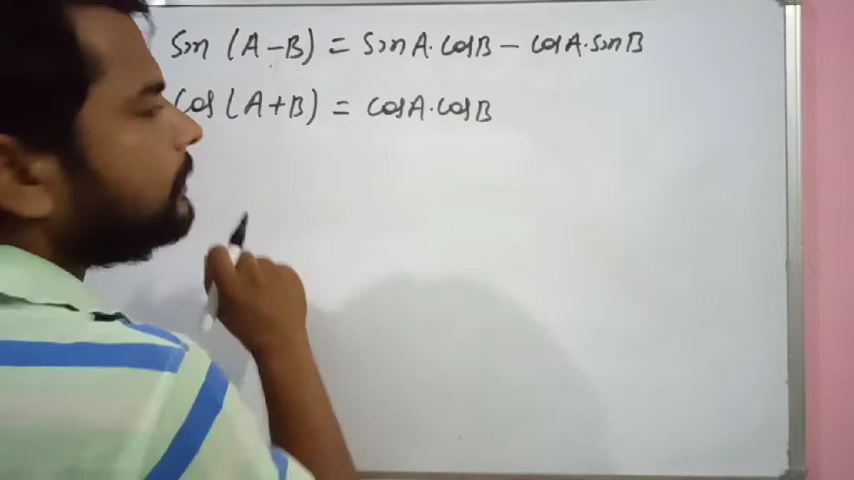 Sin (A-B) = Sin A. Cos B - Cos A. Sin B
Cos (A+B) = Cos A. Cos B